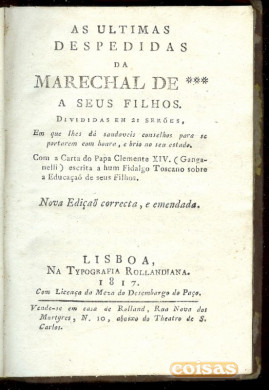 AS ULTIMAS
DESPEDIDAS
DA
MARECHAL DE ***
A SEUS FILHOS.
DIVIDIDAS EM 21 SERÕES,
Em que lhes dá saudaveis conselhos para se
portarem com honra, e brio no seu estado.
Com a Carta do Papa Clemente XIV. (Ganga-
nelli) escrita a hum Fidalgo Toscano sobre
a Educaçaõ de seus Filhos.
Nova Ediçaõ correcta, e emendada.
LISBOA,
NA TYPOGRAFIA ROLLANDIANA.
1817.
Com Licença da Meza do Desembargo do Paço.
Vende-se em casa de Rolland, Rua Nova dos
Martyres, N. 10, abaixo do Theatro de S.
Carlos.
coisas